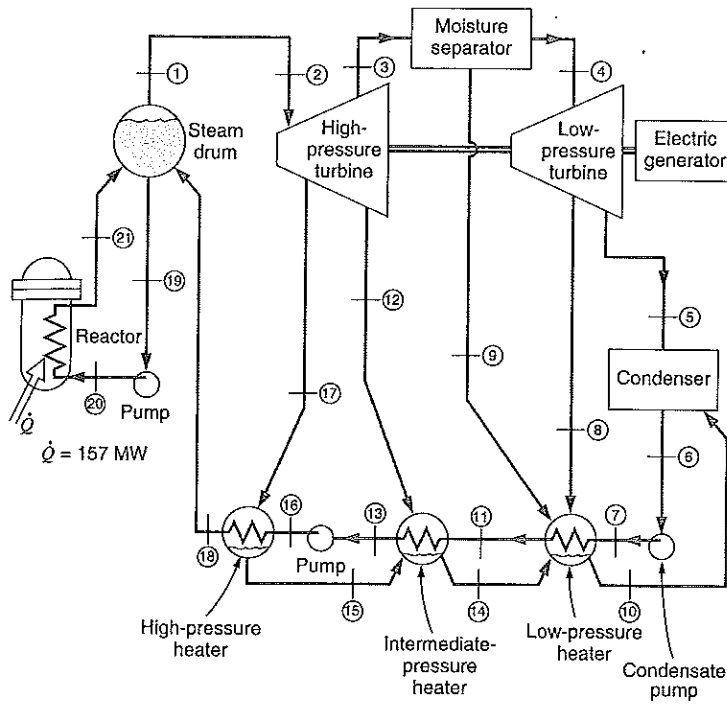 Moisture
separator
①
②
③
④
Steam
drum
High-
pressure
turbine
Low-
pressure
turbine
Electric
generator
㉑
⑲
⑫
⑨
⑤
Reactor
Condenser
⑳
Pump
⑰
⑧
⑥
Q̇
Q̇ = 157 MW
⑱
⑯
⑬
⑪
⑦
Pump
⑮
⑭
⑩
High-pressure
heater
Intermediate-
pressure
heater
Low-pressure
heater
Condensate
pump